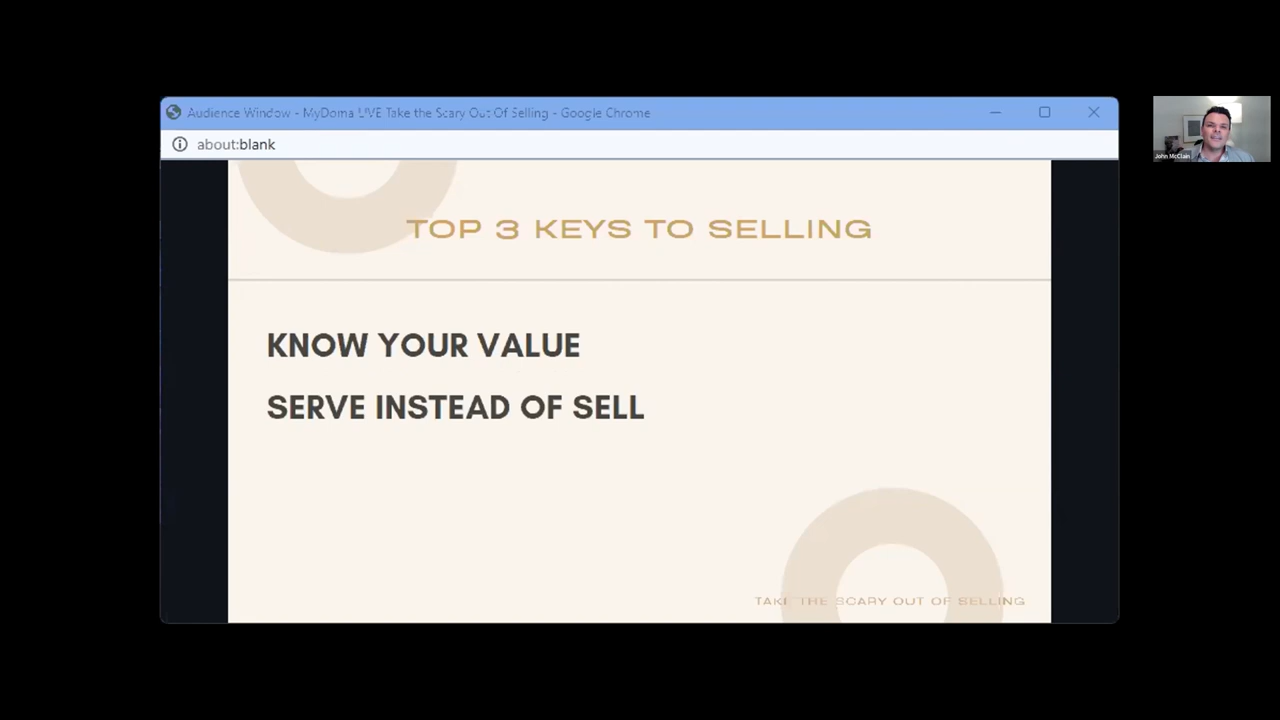 Audience Window - MyDoma LIVE Take the Scary Out Of Selling - Google Chrome
about:blank
TOP 3 KEYS TO SELLING
KNOW YOUR VALUE
SERVE INSTEAD OF SELL
TAKE THE SCARY OUT OF SELLING
John McClain